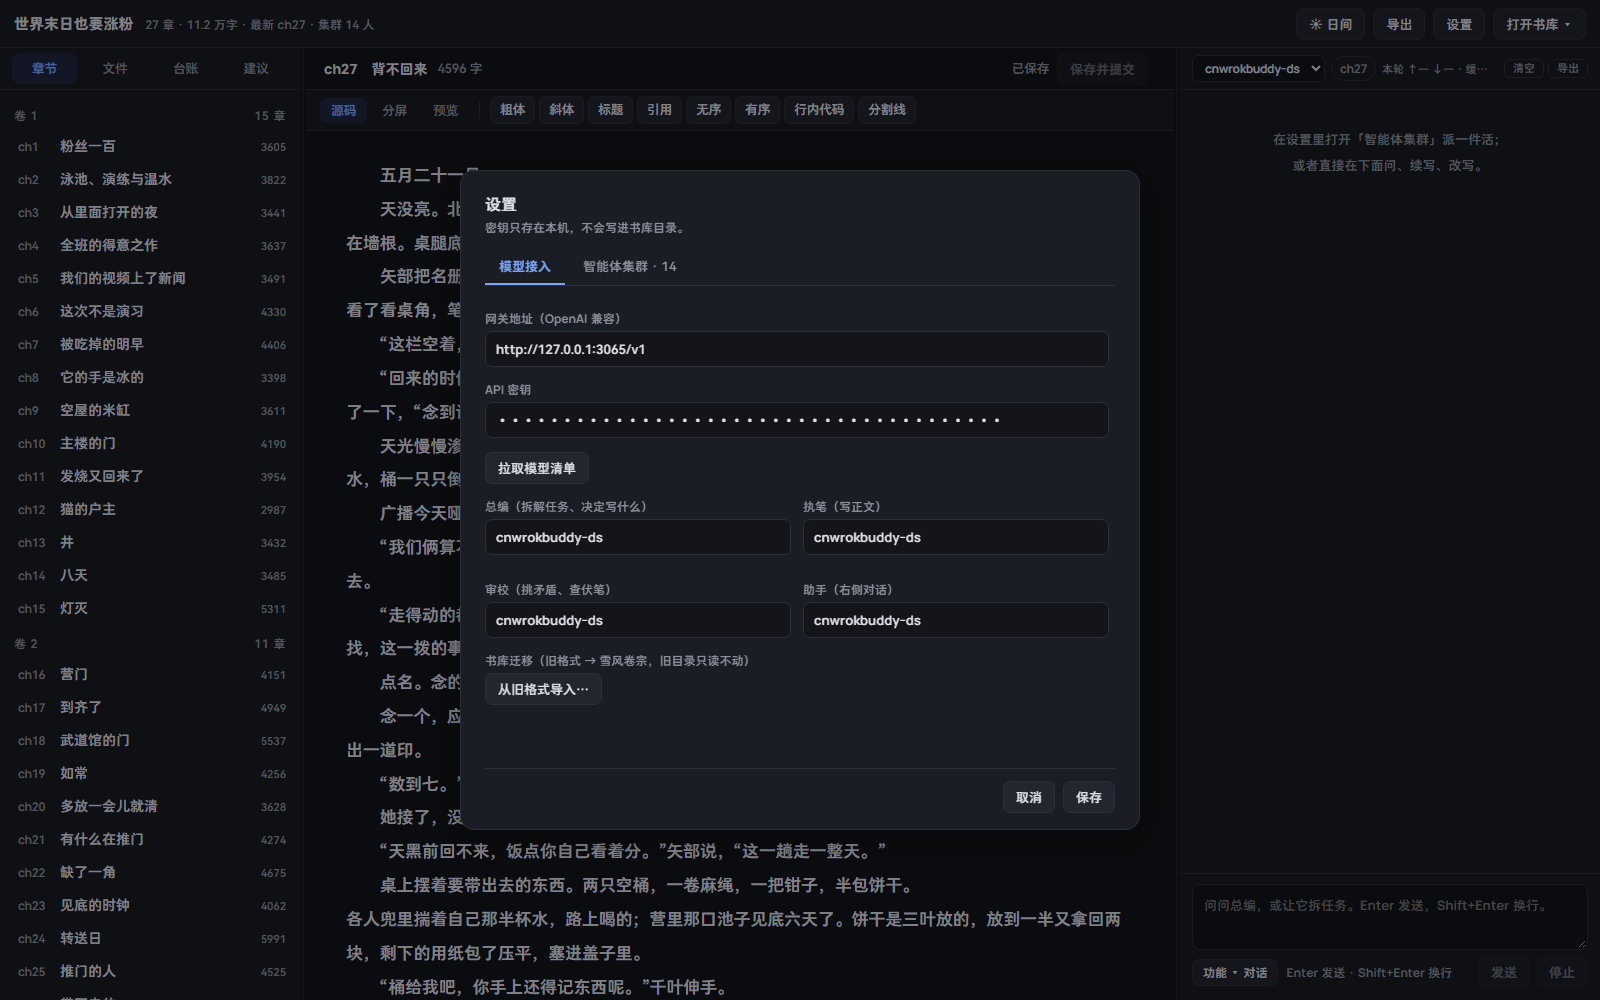 世界末日也要涨粉 27 章 · 11.2 万字 · 最新 ch27 · 集群 14 人
☀ 日间 导出 设置 打开书库
章节 文件 台账 建议
卷 1 15 章
ch1 粉丝一百 3605
ch2 泳池、演练与温水 3822
ch3 从里面打开的夜 3441
ch4 全班的得意之作 3637
ch5 我们的视频上了新闻 3491
ch6 这次不是演习 4330
ch7 被吃掉的明早 4406
ch8 它的手是冰的 3398
ch9 空屋的米缸 3611
ch10 主楼的门 4190
ch11 发烧又回来了 3954
ch12 猫的户主 2987
ch13 井 3432
ch14 八天 3485
ch15 灯灭 5311
卷 2 11 章
ch16 营门 4151
ch17 到齐了 4949
ch18 武道馆的门 5537
ch19 如常 4256
ch20 多放一会儿就清 3628
ch21 有什么在推门 4274
ch22 缺了一角 4675
ch23 见底的时钟 4062
ch24 转送日 5991
ch25 推门的人 4525
ch27 背不回来 4596 字 已保存 保存并提交
源码 分屏 预览 粗体 斜体 标题 引用 无序 有序 行内代码 分割线
五月二十一
天没亮。北
在墙根。桌腿底
矢部把名册
看了看桌角，笔
“这栏空着，
“回来的时
了一下，“念到
天光慢慢渗
水，桶一只只倒
广播今天哑
“我们俩算
去。
“走得动的
找，这一拨的事
点名。念的
念一个，应
出一道印。
“数到七。”
她接了，没
“天黑前回不来，饭点你自己看着分。”矢部说，“这一趟走一整天。”
桌上摆着要带出去的东西。两只空桶，一卷麻绳，一把钳子，半包饼干。
各人兜里揣着自己那半杯水，路上喝的；营里那口池子见底六天了。饼干是三叶放的，放到一半又拿回两
块，剩下的用纸包了压平，塞进盖子里。
“桶给我吧，你手上还得记东西呢。”千叶伸手。
设置
密钥只存在本机，不会写进书库目录。
模型接入 智能体集群 · 14
网关地址（OpenAI 兼容）
http://127.0.0.1:3065/v1
API 密钥
•••••••••••••••••••••••••••••••••••••••
拉取模型清单
总编（拆解任务、决定写什么） 执笔（写正文）
cnwrokbuddy-ds cnwrokbuddy-ds
审校（挑矛盾、查伏笔） 助手（右侧对话）
cnwrokbuddy-ds cnwrokbuddy-ds
书库迁移（旧格式 → 雪风卷宗，旧目录只读不动）
从旧格式导入…
取消 保存
cnwrokbuddy-ds ch27 本轮 ↑— ↓— · 缓… 清空 导出
在设置里打开「智能体集群」派一件活；
或者直接在下面问、续写、改写。
问问总编，或让它拆任务。Enter 发送，Shift+Enter 换行。
功能 · 对话 Enter 发送 · Shift+Enter 换行 发送 停止